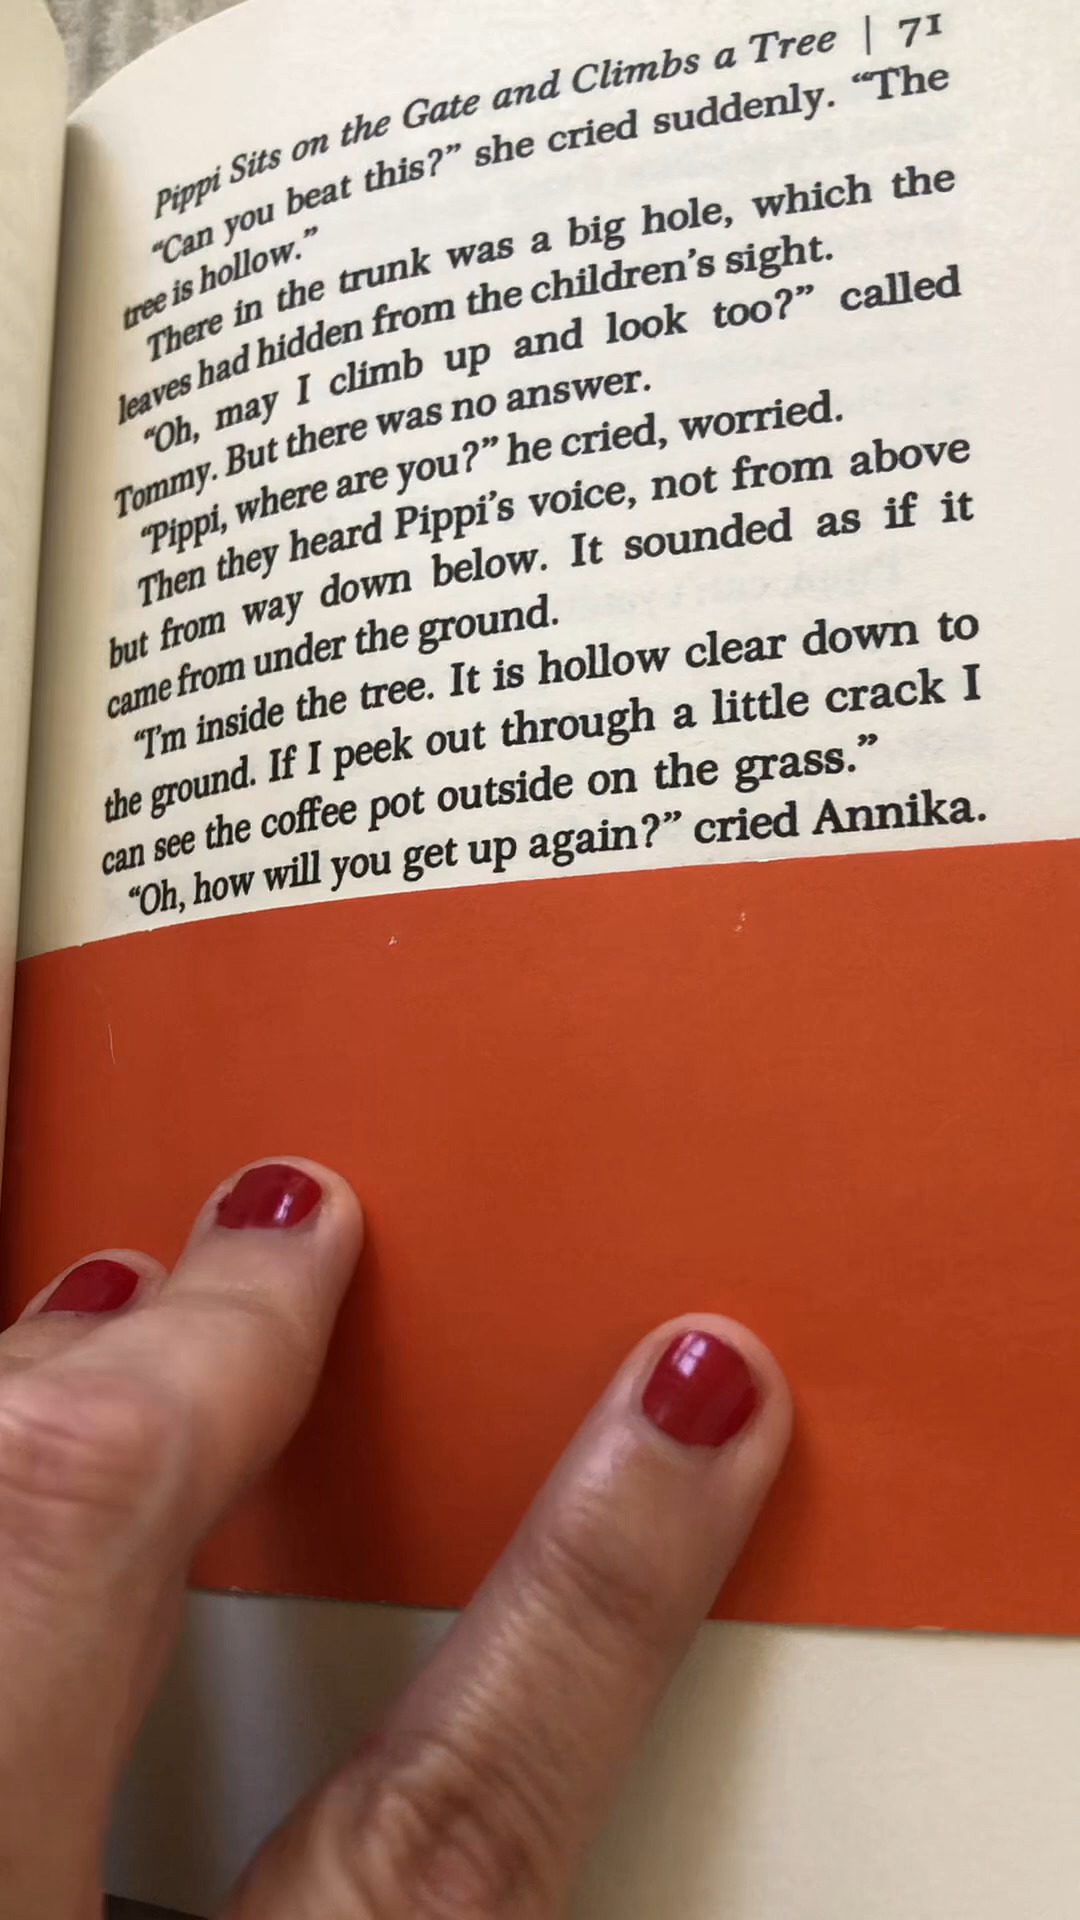 Pippi Sits on the Gate and Climbs a Tree | 71
“Can you beat this?” she cried suddenly. “The
tree is hollow.”
There in the trunk was a big hole, which the
leaves had hidden from the children’s sight.
“Oh, may I climb up and look too?” called
Tommy. But there was no answer.
“Pippi, where are you?” he cried, worried.
Then they heard Pippi’s voice, not from above
but from way down below. It sounded as if it
came from under the ground.
“I’m inside the tree. It is hollow clear down to
the ground. If I peek out through a little crack I
can see the coffee pot outside on the grass.”
“Oh, how will you get up again?” cried Annika.